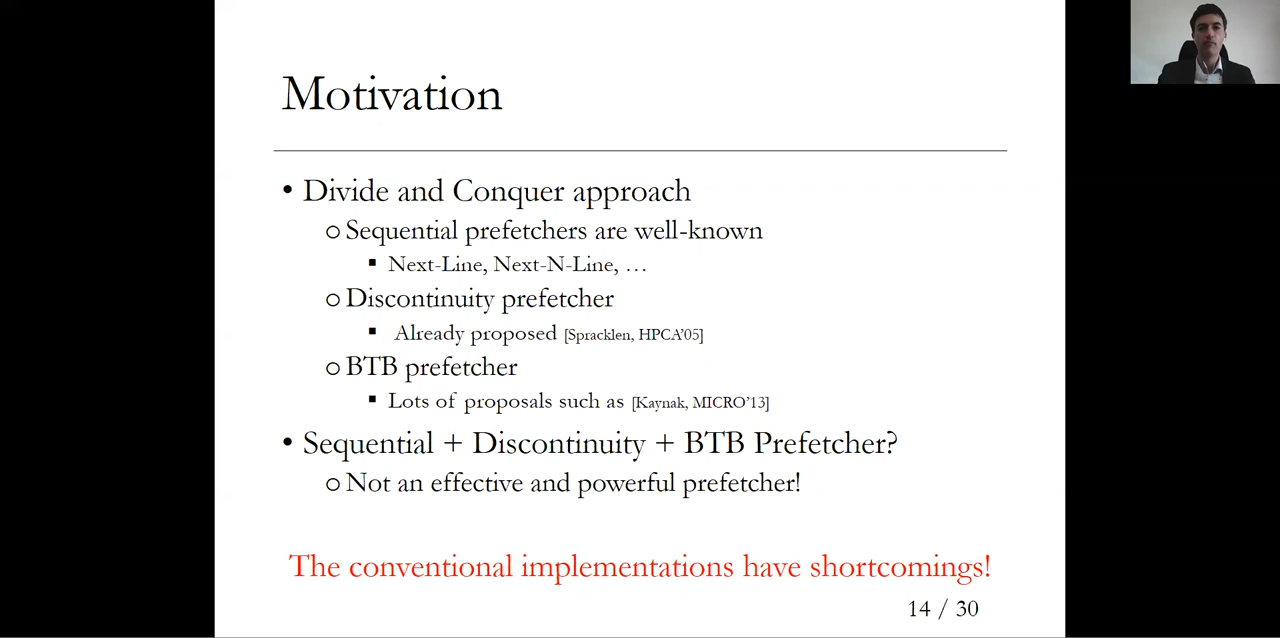 Motivation
• Divide and Conquer approach
o Sequential prefetchers are well-known
▪ Next-Line, Next-N-Line, …
o Discontinuity prefetcher
▪ Already proposed [Spracklen, HPCA'05]
o BTB prefetcher
▪ Lots of proposals such as [Kaynak, MICRO'13]
• Sequential + Discontinuity + BTB Prefetcher?
o Not an effective and powerful prefetcher!
The conventional implementations have shortcomings!
14 / 30